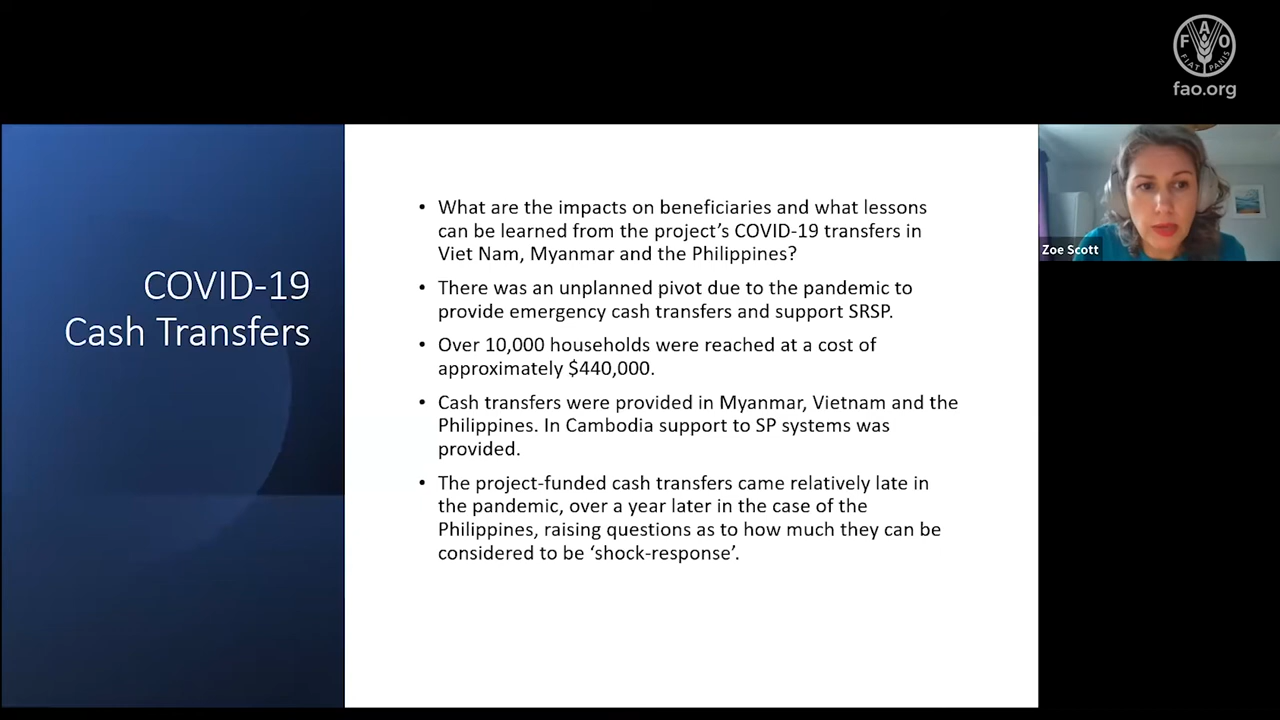 F A O
FIAT PANIS
fao.org
Zoe Scott
COVID-19
Cash Transfers
• What are the impacts on beneficiaries and what lessons
can be learned from the project's COVID-19 transfers in
Viet Nam, Myanmar and the Philippines?
• There was an unplanned pivot due to the pandemic to
provide emergency cash transfers and support SRSP.
• Over 10,000 households were reached at a cost of
approximately $440,000.
• Cash transfers were provided in Myanmar, Vietnam and the
Philippines. In Cambodia support to SP systems was
provided.
• The project-funded cash transfers came relatively late in
the pandemic, over a year later in the case of the
Philippines, raising questions as to how much they can be
considered to be ‘shock-response’.